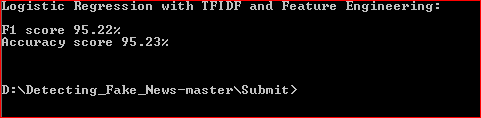 Logistic Regression with TFIDF and Feature Engineering:
F1 score 95.22%
Accuracy score 95.23%
D:\Detecting_Fake_News-master\Submit>